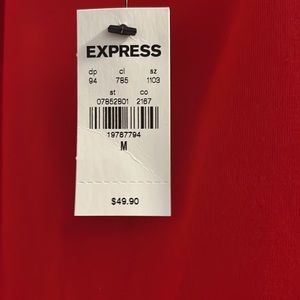 EXPRESS
dp cl sz
94 785 1103
st co
07852801 2167
19787794
M
$49.90